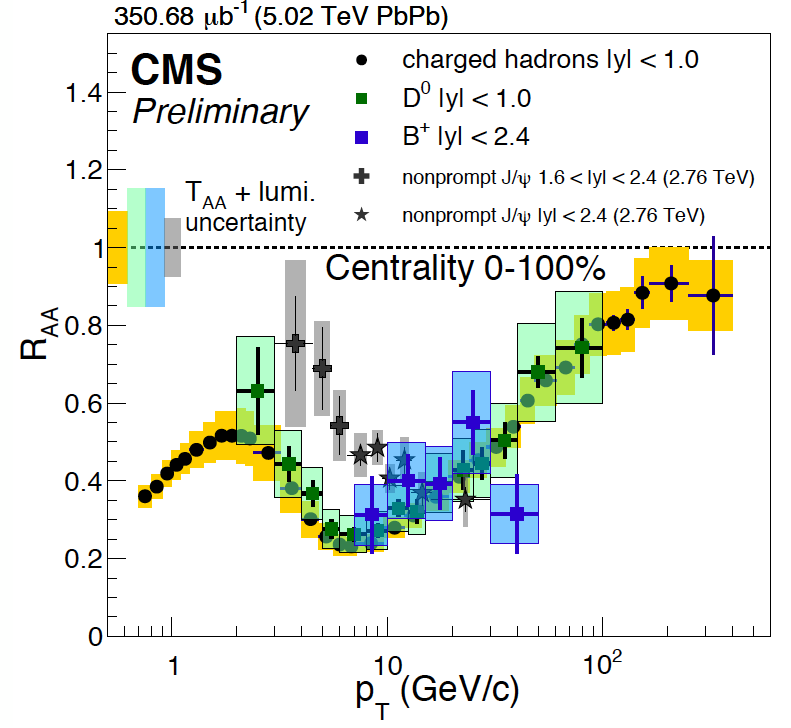 350.68 μb⁻¹ (5.02 TeV PbPb)
CMS
Preliminary
charged hadrons |y| < 1.0
D⁰ |y| < 1.0
B⁺ |y| < 2.4
nonprompt J/ψ 1.6 < |y| < 2.4 (2.76 TeV)
nonprompt J/ψ |y| < 2.4 (2.76 TeV)
T_AA + lumi.
uncertainty
Centrality 0-100%
R_AA
1.4
1.2
1
0.8
0.6
0.4
0.2
0
1
10
10²
p_T (GeV/c)